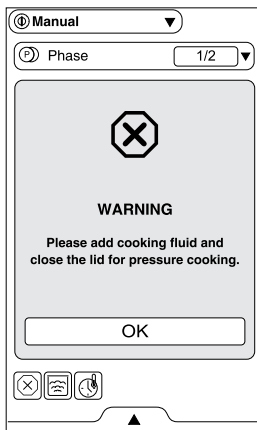 Manual
P Phase 1/2
WARNING
Please add cooking fluid and
close the lid for pressure cooking.
OK